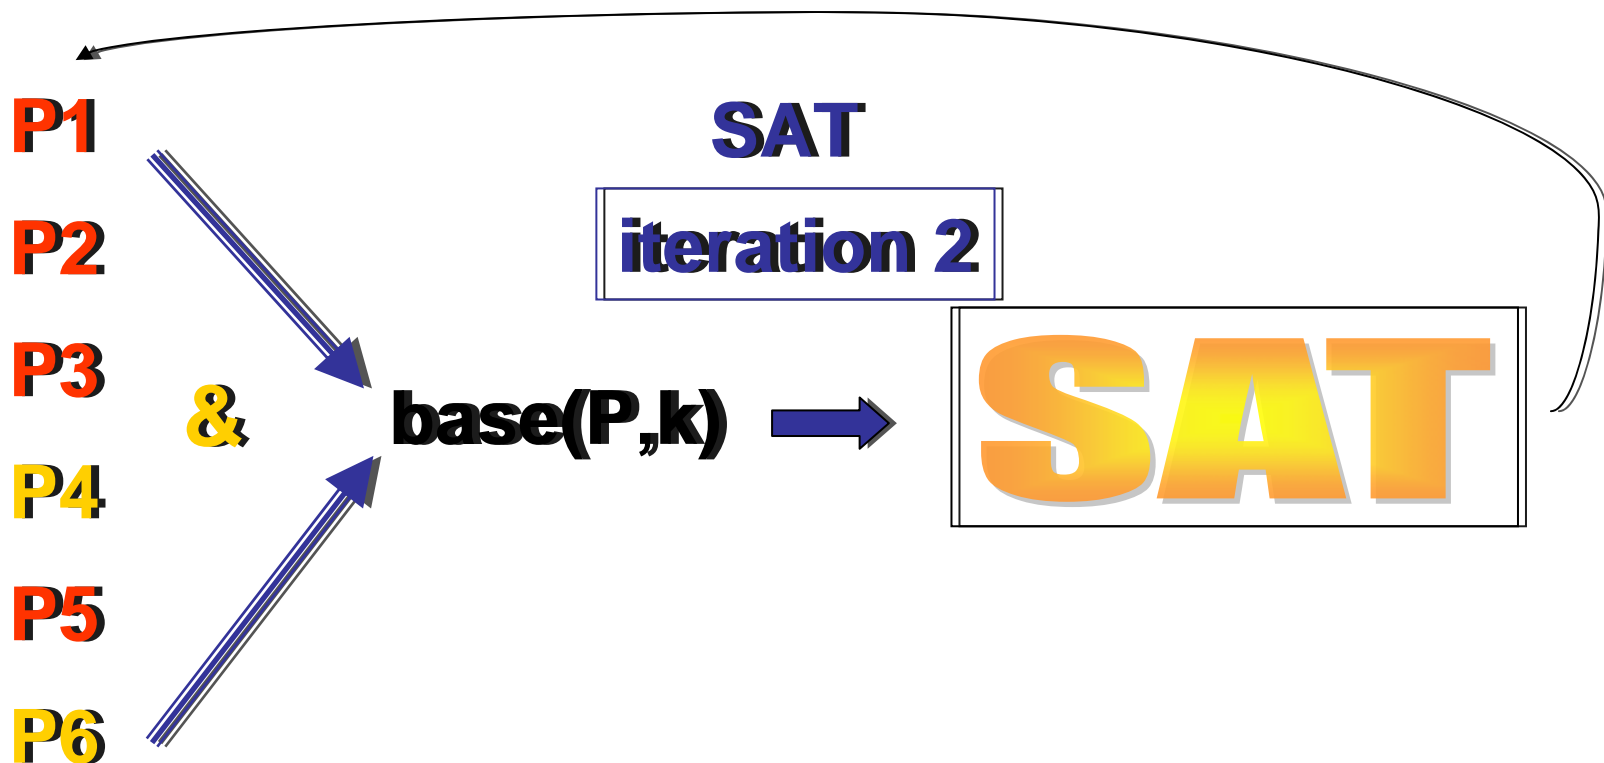 P1
SAT
P2
iteration 2
P3
&
base(P,k)
SAT
P4
P5
P6